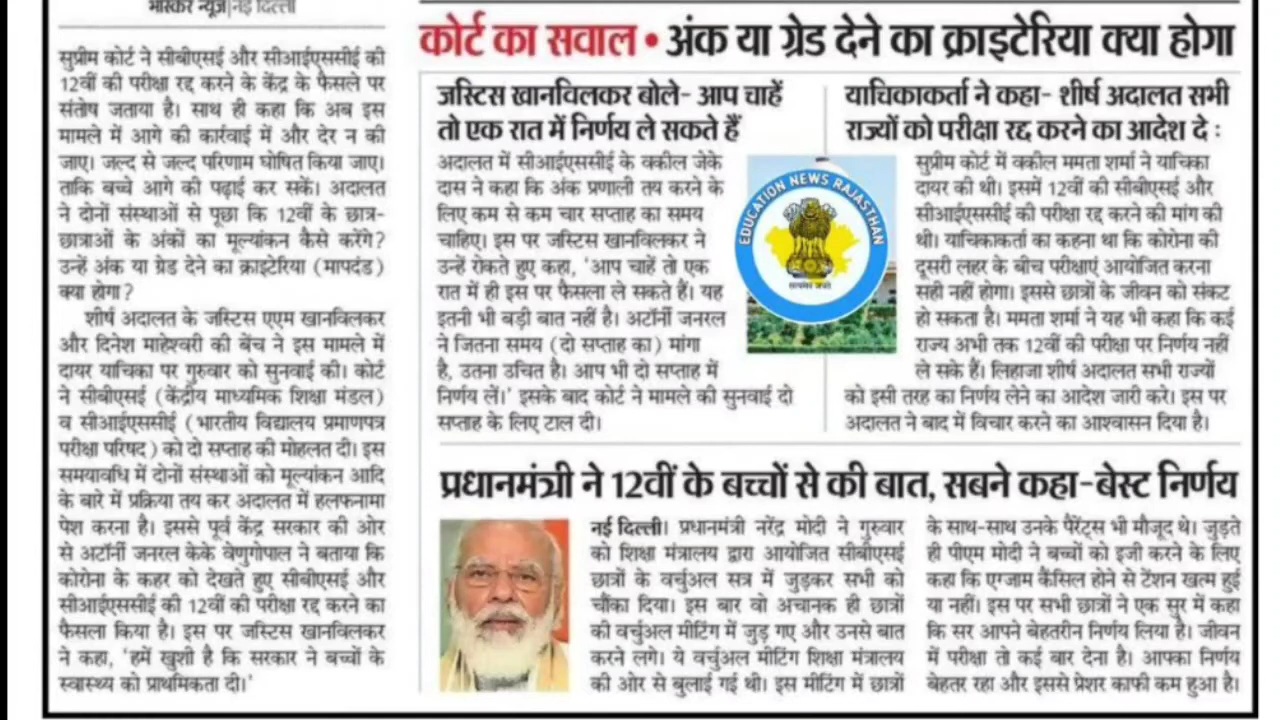 भास्कर न्यूज|नई दिल्ली
सुप्रीम कोर्ट ने सीबीएसई और सीआईएससीई की
12वीं की परीक्षा रद्द करने के केंद्र के फैसले पर
संतोष जताया है। साथ ही कहा कि अब इस
मामले में आगे की कार्रवाई में और देर न की
जाए। जल्द से जल्द परिणाम घोषित किया जाए।
ताकि बच्चे आगे की पढ़ाई कर सकें। अदालत
ने दोनों संस्थाओं से पूछा कि 12वीं के छात्र-
छात्राओं के अंकों का मूल्यांकन कैसे करेंगे?
उन्हें अंक या ग्रेड देने का क्राइटेरिया (मापदंड)
क्या होगा?
शीर्ष अदालत के जस्टिस एएम खानविलकर
और दिनेश माहेश्वरी की बेंच ने इस मामले में
दायर याचिका पर गुरुवार को सुनवाई की। कोर्ट
ने सीबीएसई (केंद्रीय माध्यमिक शिक्षा मंडल)
व सीआईएससीई (भारतीय विद्यालय प्रमाणपत्र
परीक्षा परिषद) को दो सप्ताह की मोहलत दी। इस
समयावधि में दोनों संस्थाओं को मूल्यांकन आदि
के बारे में प्रक्रिया तय कर अदालत में हलफनामा
पेश करना है। इससे पूर्व केंद्र सरकार की ओर
से अटॉर्नी जनरल केके वेणुगोपाल ने बताया कि
कोरोना के कहर को देखते हुए सीबीएसई और
सीआईएससीई की 12वीं की परीक्षा रद्द करने का
फैसला किया है। इस पर जस्टिस खानविलकर
ने कहा, 'हमें खुशी है कि सरकार ने बच्चों के
स्वास्थ्य को प्राथमिकता दी।'
कोर्ट का सवाल • अंक या ग्रेड देने का क्राइटेरिया क्या होगा
जस्टिस खानविलकर बोले- आप चाहें
तो एक रात में निर्णय ले सकते हैं
अदालत में सीआईएससीई के वकील जेके
दास ने कहा कि अंक प्रणाली तय करने के
लिए कम से कम चार सप्ताह का समय
चाहिए। इस पर जस्टिस खानविलकर ने
उन्हें रोकते हुए कहा, 'आप चाहें तो एक
रात में ही इस पर फैसला ले सकते हैं। यह
इतनी भी बड़ी बात नहीं है। अटॉर्नी जनरल
ने जितना समय (दो सप्ताह का) मांगा
है, उतना उचित है। आप भी दो सप्ताह में
निर्णय लें।' इसके बाद कोर्ट ने मामले की सुनवाई दो
सप्ताह के लिए टाल दी।
EDUCATION NEWS RAJASTHAN
सत्यमेव जयते
याचिकाकर्ता ने कहा- शीर्ष अदालत सभी
राज्यों को परीक्षा रद्द करने का आदेश दे :
सुप्रीम कोर्ट में वकील ममता शर्मा ने याचिका
दायर की थी। इसमें 12वीं की सीबीएसई और
सीआईएससीई की परीक्षा रद्द करने की मांग की
थी। याचिकाकर्ता का कहना था कि कोरोना की
दूसरी लहर के बीच परीक्षाएं आयोजित करना
सही नहीं होगा। इससे छात्रों के जीवन को संकट
हो सकता है। ममता शर्मा ने यह भी कहा कि कई
राज्य अभी तक 12वीं की परीक्षा पर निर्णय नहीं
ले सके हैं। लिहाजा शीर्ष अदालत सभी राज्यों
को इसी तरह का निर्णय लेने का आदेश जारी करे। इस पर
अदालत ने बाद में विचार करने का आश्वासन दिया है।
प्रधानमंत्री ने 12वीं के बच्चों से की बात, सबने कहा-बेस्ट निर्णय
नई दिल्ली। प्रधानमंत्री नरेंद्र मोदी ने गुरुवार
को शिक्षा मंत्रालय द्वारा आयोजित सीबीएसई
छात्रों के वर्चुअल सत्र में जुड़कर सभी को
चौंका दिया। इस बार वो अचानक ही छात्रों
की वर्चुअल मीटिंग में जुड़ गए और उनसे बात
करने लगे। ये वर्चुअल मीटिंग शिक्षा मंत्रालय
की ओर से बुलाई गई थी। इस मीटिंग में छात्रों
के साथ-साथ उनके पैरेंट्स भी मौजूद थे। जुड़ते
ही पीएम मोदी ने बच्चों को इजी करने के लिए
कहा कि एग्जाम कैंसिल होने से टेंशन खत्म हुई
या नहीं। इस पर सभी छात्रों ने एक सुर में कहा
कि सर आपने बेहतरीन निर्णय लिया है। जीवन
में परीक्षा तो कई बार देना है। आपका निर्णय
बेहतर रहा और इससे प्रेशर काफी कम हुआ है।